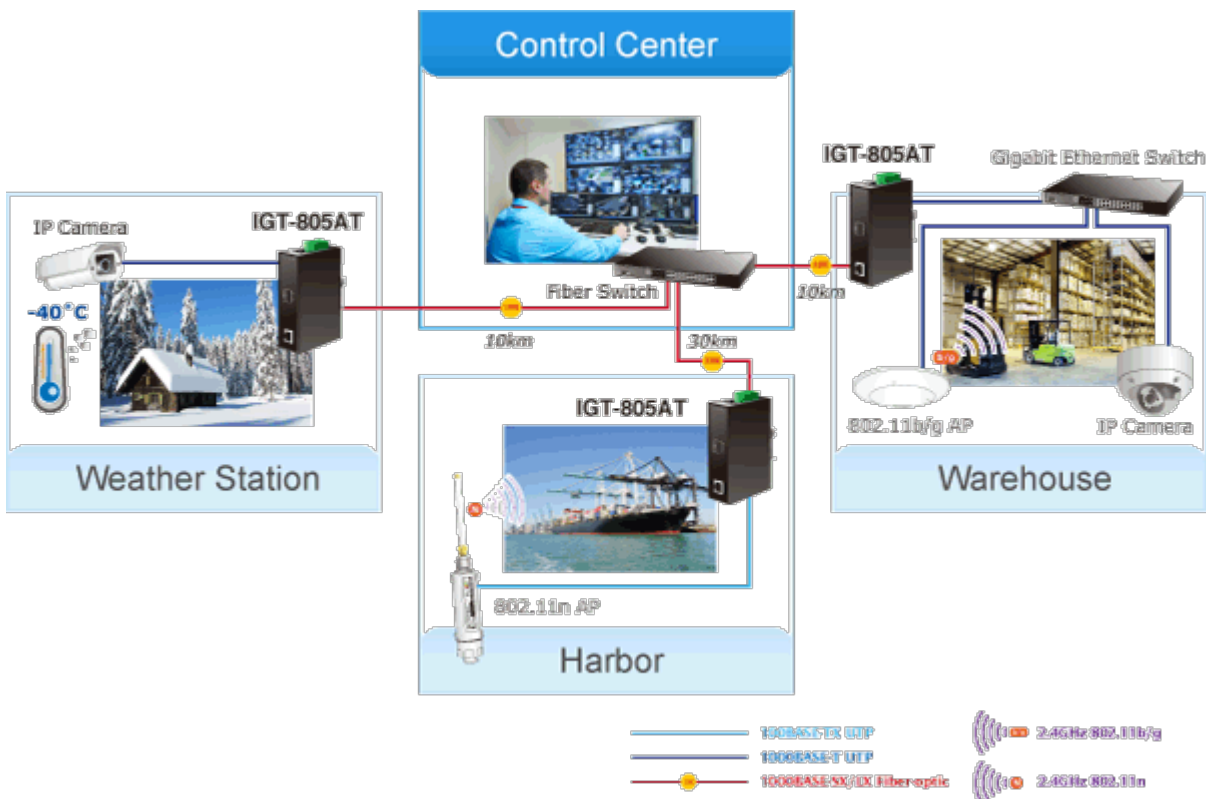 Control Center
IGT-805AT
Gigabit Ethernet Switch
IP Camera
IGT-805AT
-40°C
Fiber Switch
10km
10km
30km
IGT-805AT
802.11b/g AP
IP Camera
Weather Station
Warehouse
802.11n AP
Harbor
100BASE-TX UTP
2.4GHz 802.11b/g
1000BASE-T UTP
1000BASE-SX/LX Fiber-optic
2.4GHz 802.11n